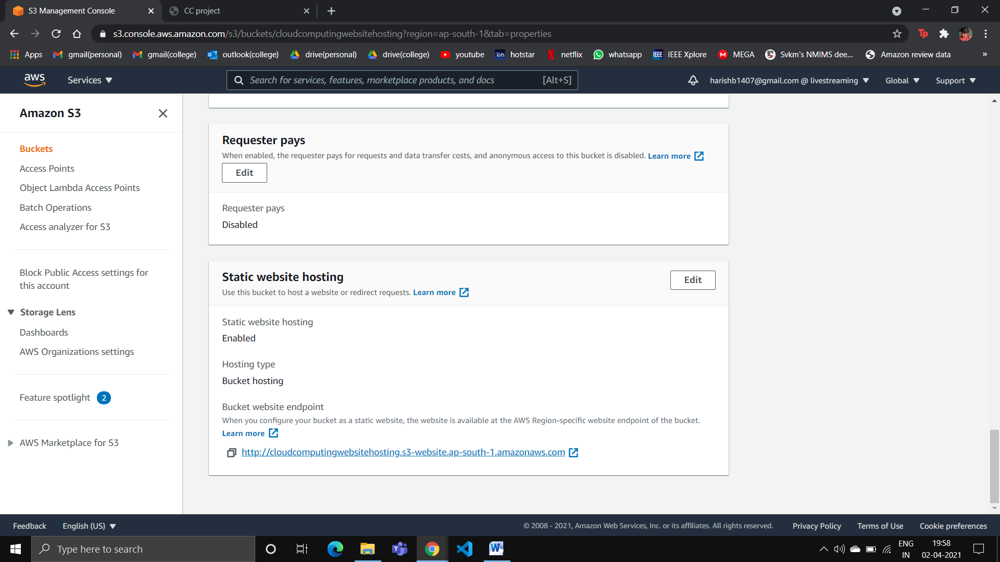 S3 Management Console
CC project
s3.console.aws.amazon.com/s3/buckets/cloudcomputingwebsitehosting?region=ap-south-1&tab=properties
Apps gmail(personal) gmail(college) outlook(college) drive(personal) drive(college) youtube hotstar netflix whatsapp IEEE Xplore MEGA Svkm's NMIMS dee... Amazon review data »
aws Services Search for services, features, marketplace products, and docs [Alt+S] harishb1407@gmail.com @ livestreaming Global Support
Amazon S3
Buckets
Access Points
Object Lambda Access Points
Batch Operations
Access analyzer for S3
Block Public Access settings for
this account
Storage Lens
Dashboards
AWS Organizations settings
Feature spotlight 2
AWS Marketplace for S3
Requester pays
When enabled, the requester pays for requests and data transfer costs, and anonymous access to this bucket is disabled. Learn more
Edit
Requester pays
Disabled
Static website hosting
Edit
Use this bucket to host a website or redirect requests. Learn more
Static website hosting
Enabled
Hosting type
Bucket hosting
Bucket website endpoint
When you configure your bucket as a static website, the website is available at the AWS Region-specific website endpoint of the bucket.
Learn more
http://cloudcomputingwebsitehosting.s3-website.ap-south-1.amazonaws.com
Feedback English (US) © 2008 - 2021, Amazon Web Services, Inc. or its affiliates. All rights reserved. Privacy Policy Terms of Use Cookie preferences
Type here to search
ENG
IN
19:58
02-04-2021